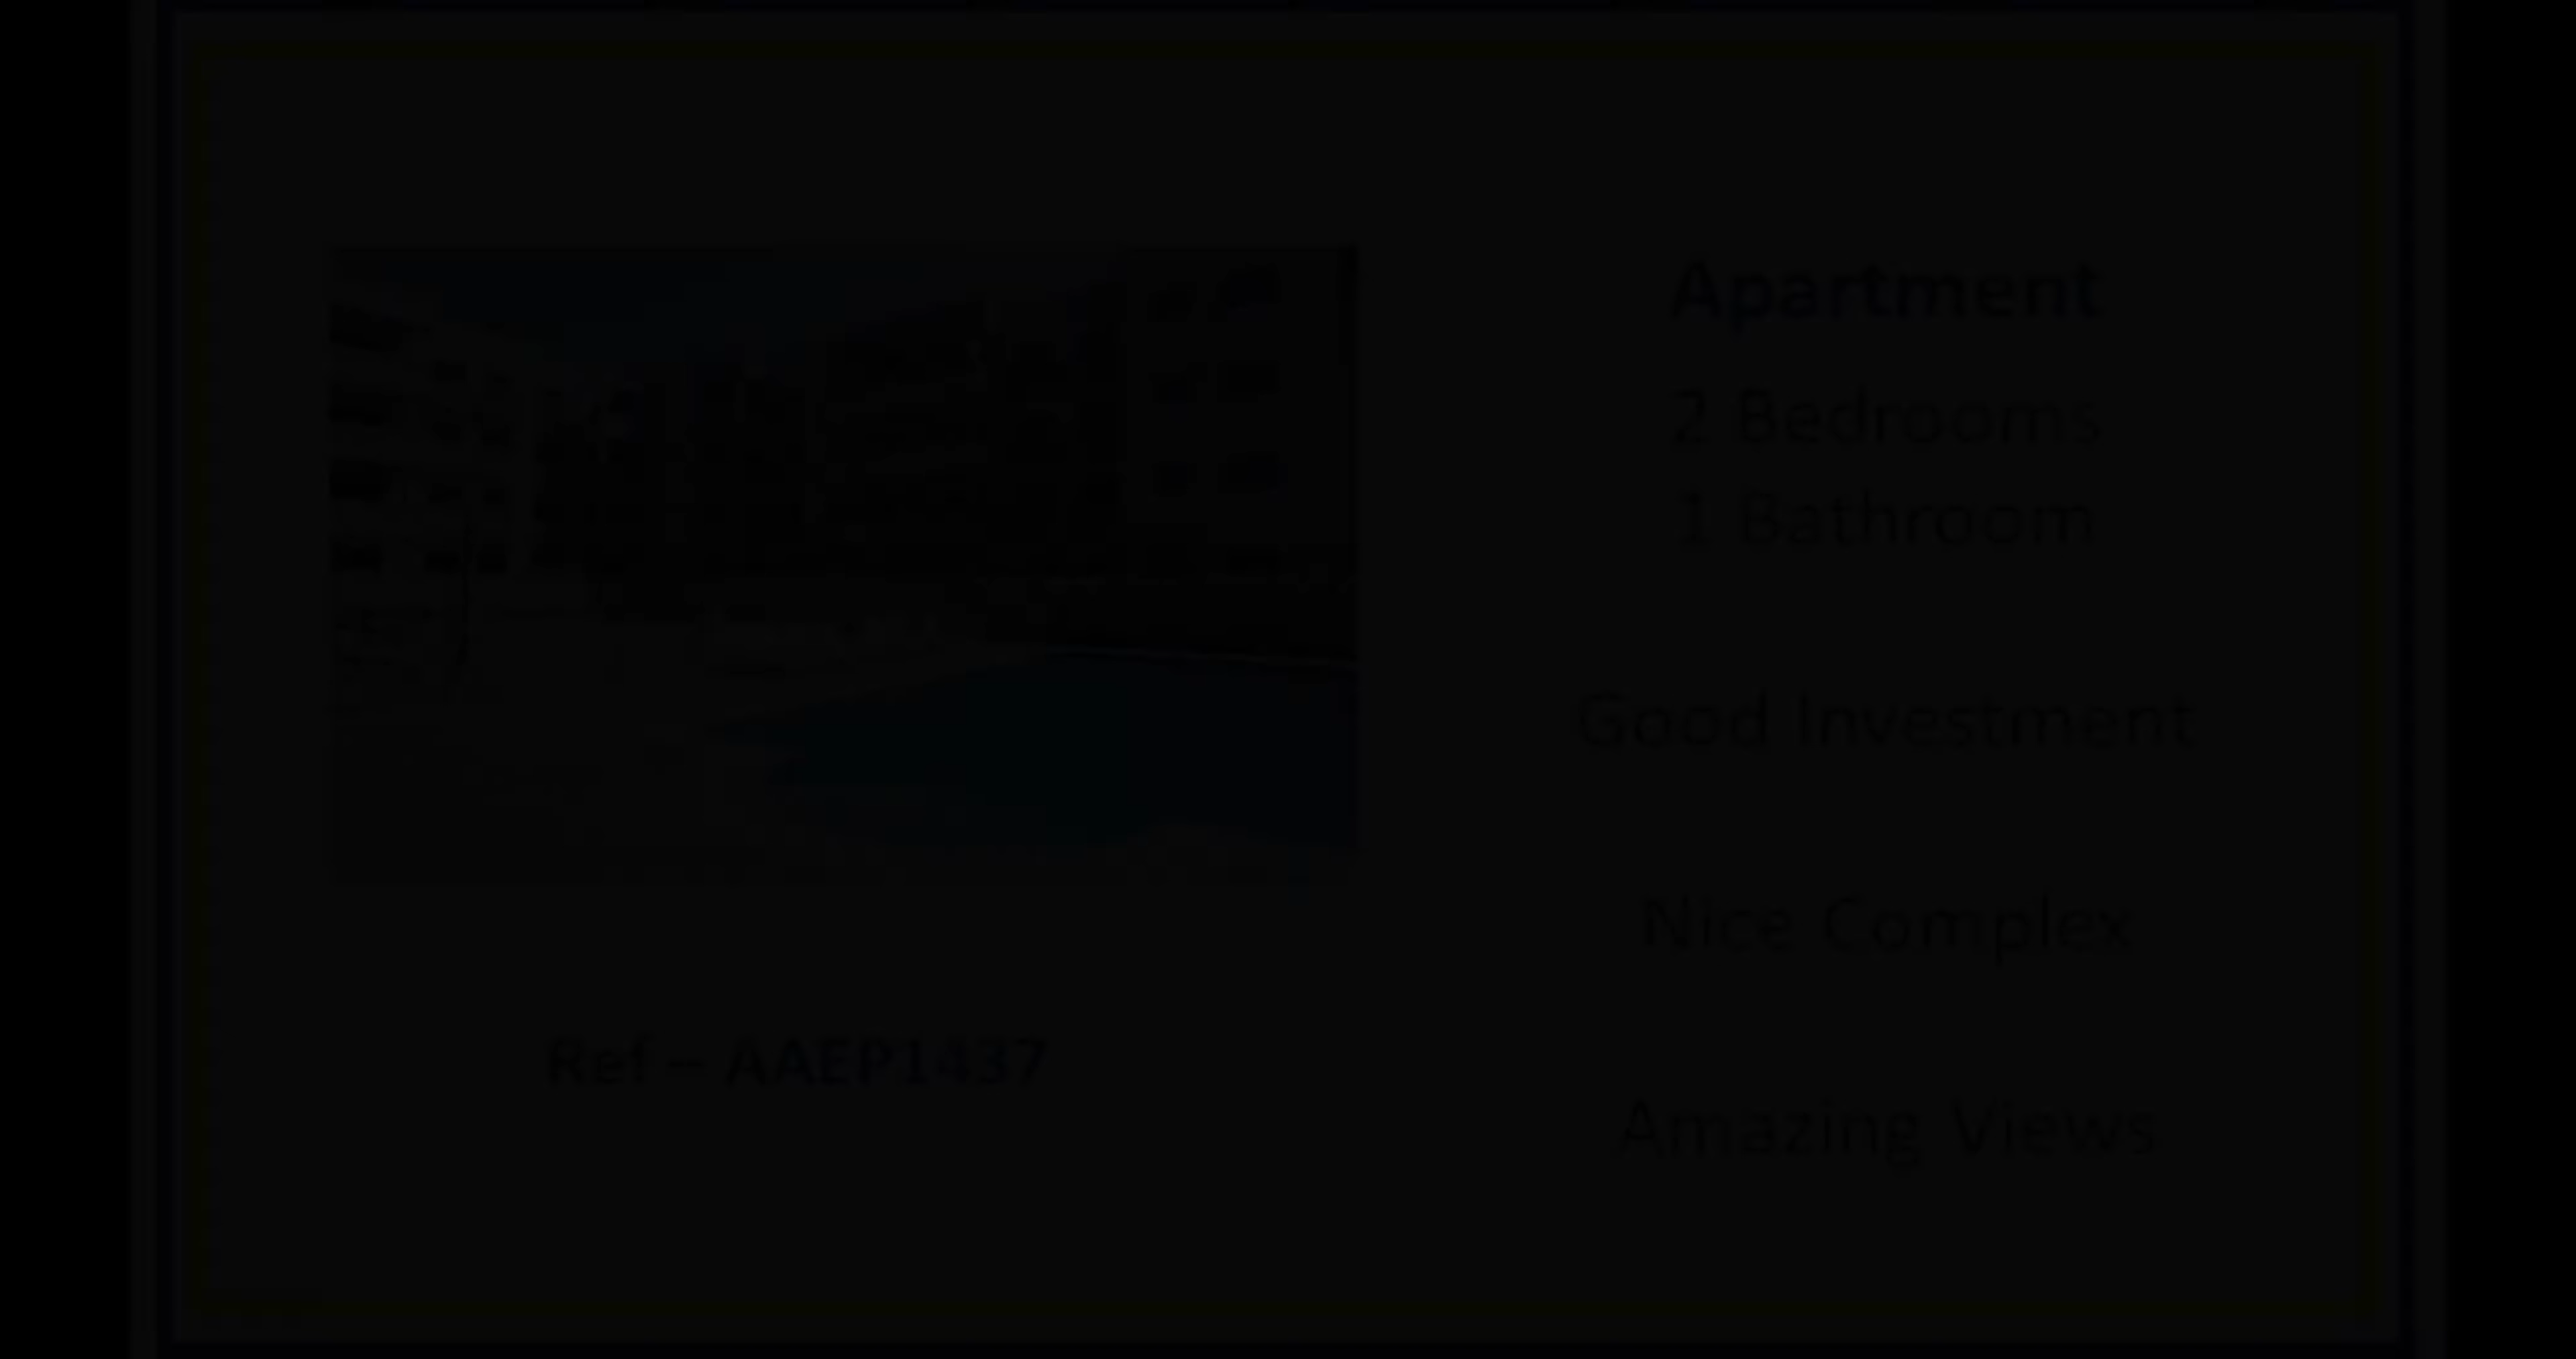 Apartment
2 Bedrooms
1 Bathroom
Good Investment
Nice Complex
Amazing Views
Ref – AAEP1437